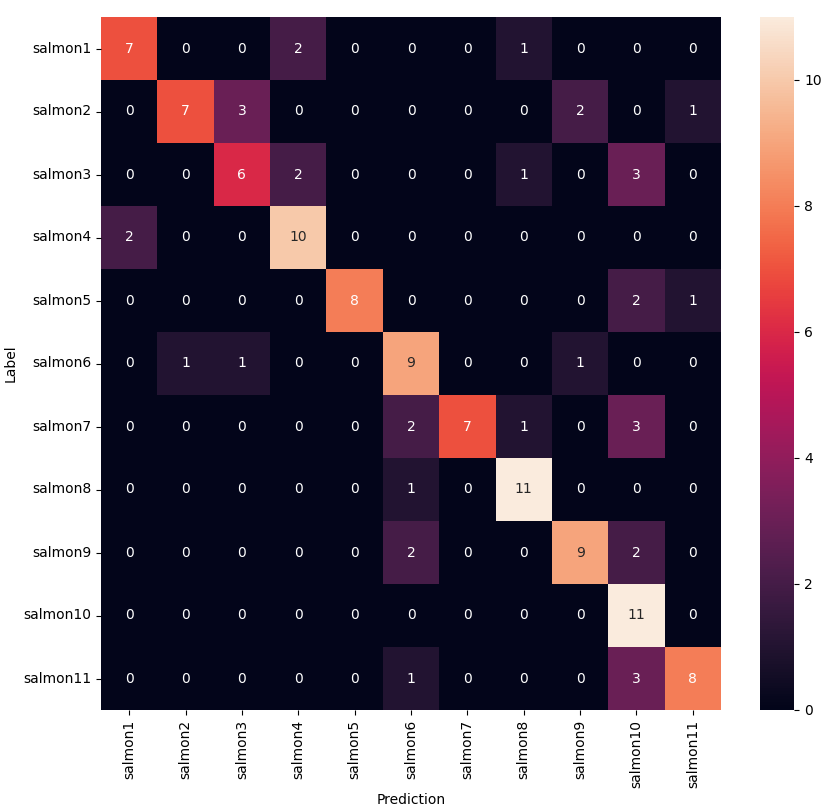 salmon1 7 0 0 2 0 0 0 1 0 0 0
salmon2 0 7 3 0 0 0 0 0 2 0 1
salmon3 0 0 6 2 0 0 0 1 0 3 0
salmon4 2 0 0 10 0 0 0 0 0 0 0
salmon5 0 0 0 0 8 0 0 0 0 2 1
salmon6 0 1 1 0 0 9 0 0 1 0 0
salmon7 0 0 0 0 0 2 7 1 0 3 0
salmon8 0 0 0 0 0 1 0 11 0 0 0
salmon9 0 0 0 0 0 2 0 0 9 2 0
salmon10 0 0 0 0 0 0 0 0 0 11 0
salmon11 0 0 0 0 0 1 0 0 0 3 8
Label
salmon1 salmon2 salmon3 salmon4 salmon5 salmon6 salmon7 salmon8 salmon9 salmon10 salmon11
Prediction
10
8
6
4
2
0